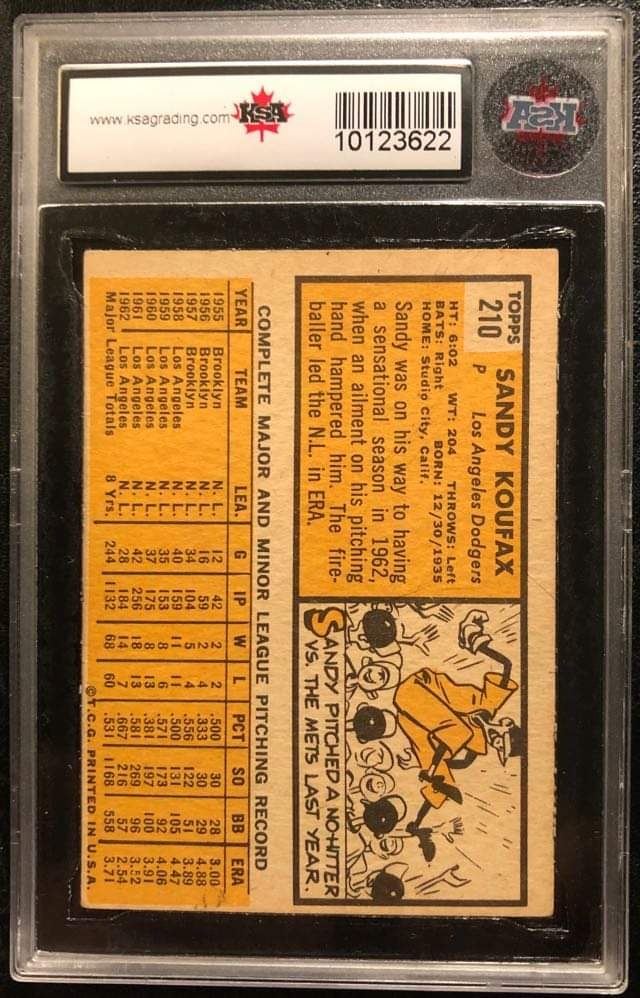 www.ksagrading.com
KSA
10123622
KSA
TOPPS
210
SANDY KOUFAX
P Los Angeles Dodgers
HT: 6:02 WT: 204 THROWS: Left
BATS: Right BORN: 12/30/1935
HOME: Studio City, Calif.
Sandy was on his way to having
a sensational season in 1962,
when an ailment on his pitching
hand hampered him. The fire-
baller led the N.L. in ERA.
SANDY PITCHED A NO-HITTER
VS. THE METS LAST YEAR.
COMPLETE MAJOR AND MINOR LEAGUE PITCHING RECORD
YEAR TEAM LEA. G IP W L PCT SO BB ERA
1955 Brooklyn N. L. 12 42 2 2 .500 30 28 3.00
1956 Brooklyn N. L. 16 59 2 4 .333 30 29 4.88
1957 Brooklyn N. L. 34 104 5 4 .556 122 51 3.89
1958 Los Angeles N. L. 40 159 11 11 .500 131 105 4.47
1959 Los Angeles N. L. 35 153 8 6 .571 173 92 4.06
1960 Los Angeles N. L. 37 175 8 13 .381 197 100 3.91
1961 Los Angeles N. L. 42 256 18 13 .581 269 96 3.52
1962 Los Angeles N. L. 28 184 14 7 .667 216 57 2.54
Major League Totals 8 Yrs. 244 1132 68 60 .531 1168 558 3.71
©T.C.G. PRINTED IN U.S.A.